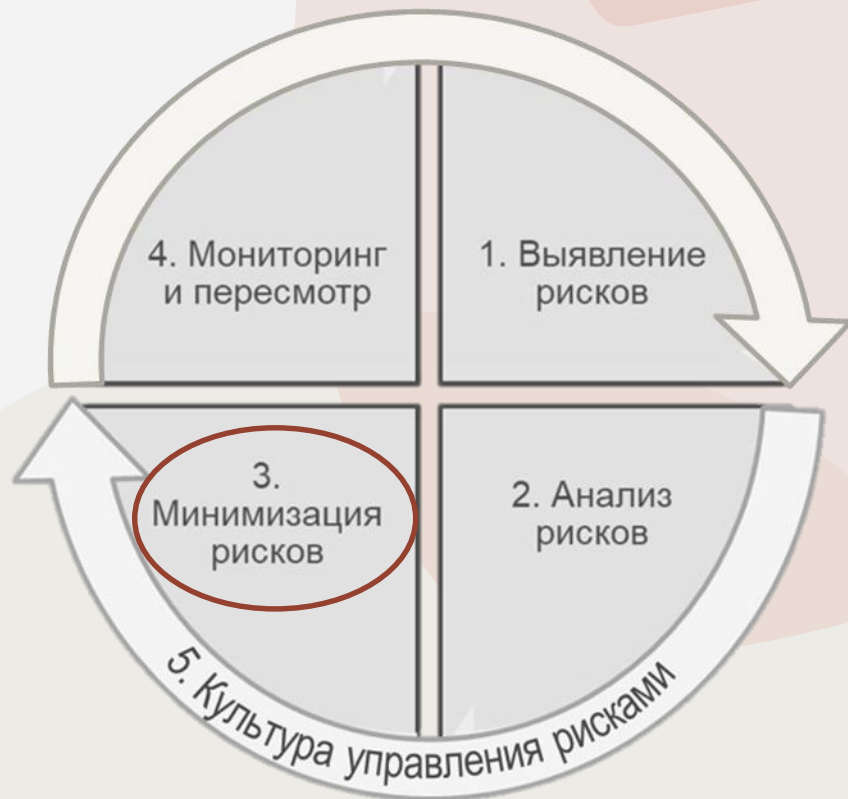 4. Мониторинг
и пересмотр
1. Выявление
рисков
3.
Минимизация
рисков
2. Анализ
рисков
5. Культура управления рисками